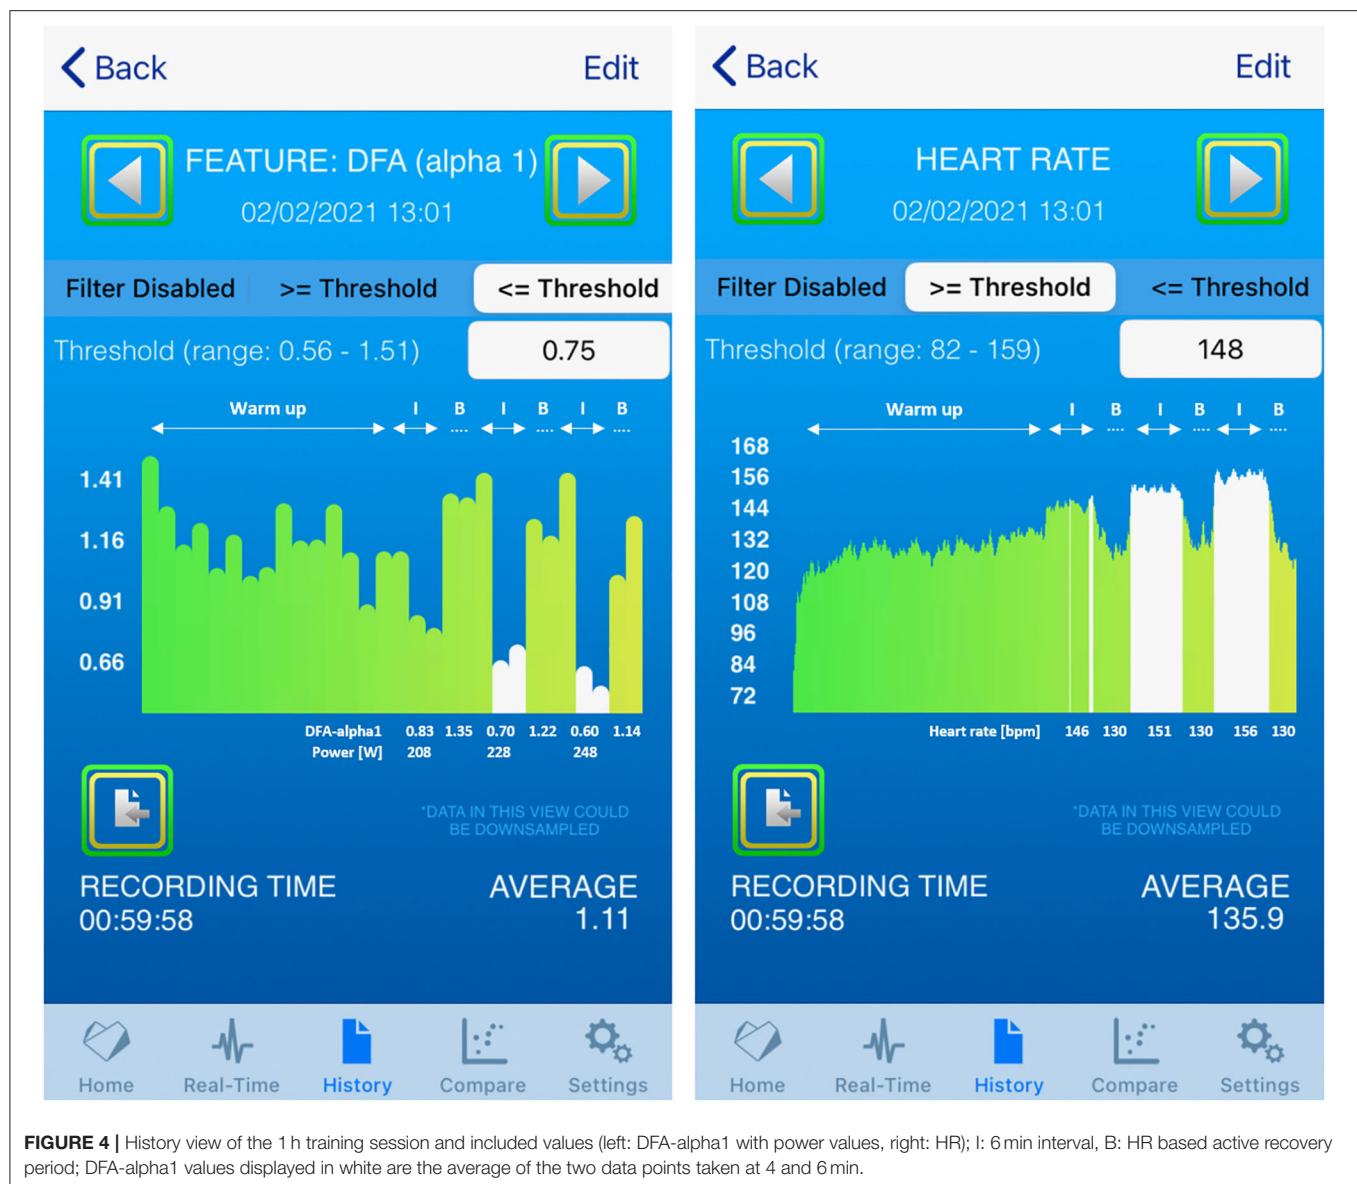 Back Edit
FEATURE: DFA (alpha 1)
02/02/2021 13:01
Filter Disabled >= Threshold <= Threshold
Threshold (range: 0.56 - 1.51) 0.75
Warm up I B I B I B
1.41
1.16
0.91
0.66
DFA-alpha1 0.83 1.35 0.70 1.22 0.60 1.14
Power [W] 208 228 248
*DATA IN THIS VIEW COULD
BE DOWNSAMPLED
RECORDING TIME AVERAGE
00:59:58 1.11
Home Real-Time History Compare Settings
Back Edit
HEART RATE
02/02/2021 13:01
Filter Disabled >= Threshold <= Threshold
Threshold (range: 82 - 159) 148
Warm up I B I B I B
168
156
144
132
120
108
96
84
72
Heart rate [bpm] 146 130 151 130 156 130
*DATA IN THIS VIEW COULD
BE DOWNSAMPLED
RECORDING TIME AVERAGE
00:59:58 135.9
Home Real-Time History Compare Settings
FIGURE 4 | History view of the 1 h training session and included values (left: DFA-alpha1 with power values, right: HR); I: 6 min interval, B: HR based active recovery
period; DFA-alpha1 values displayed in white are the average of the two data points taken at 4 and 6 min.